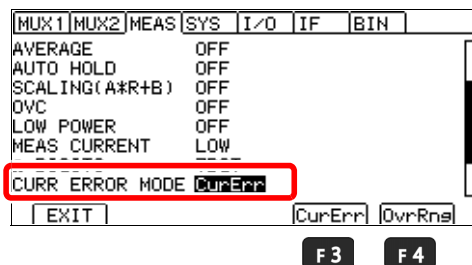 MUX1 MUX2 MEAS SYS I/O IF BIN
AVERAGE OFF
AUTO HOLD OFF
SCALING(A*R+B) OFF
OVC OFF
LOW POWER OFF
MEAS CURRENT LOW
CURR ERROR MODE CurErr
EXIT CurErr OvrRng
F3 F4